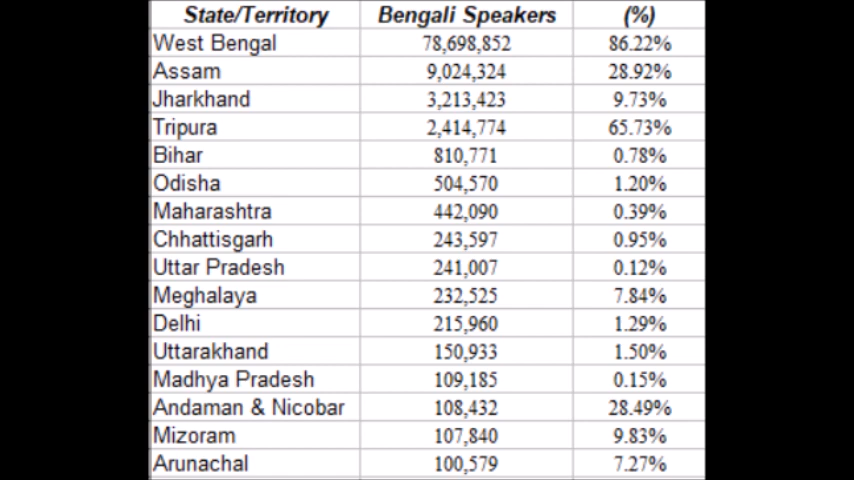 State/Territory Bengali Speakers (%)
West Bengal 78,698,852 86.22%
Assam 9,024,324 28.92%
Jharkhand 3,213,423 9.73%
Tripura 2,414,774 65.73%
Bihar 810,771 0.78%
Odisha 504,570 1.20%
Maharashtra 442,090 0.39%
Chhattisgarh 243,597 0.95%
Uttar Pradesh 241,007 0.12%
Meghalaya 232,525 7.84%
Delhi 215,960 1.29%
Uttarakhand 150,933 1.50%
Madhya Pradesh 109,185 0.15%
Andaman & Nicobar 108,432 28.49%
Mizoram 107,840 9.83%
Arunachal 100,579 7.27%